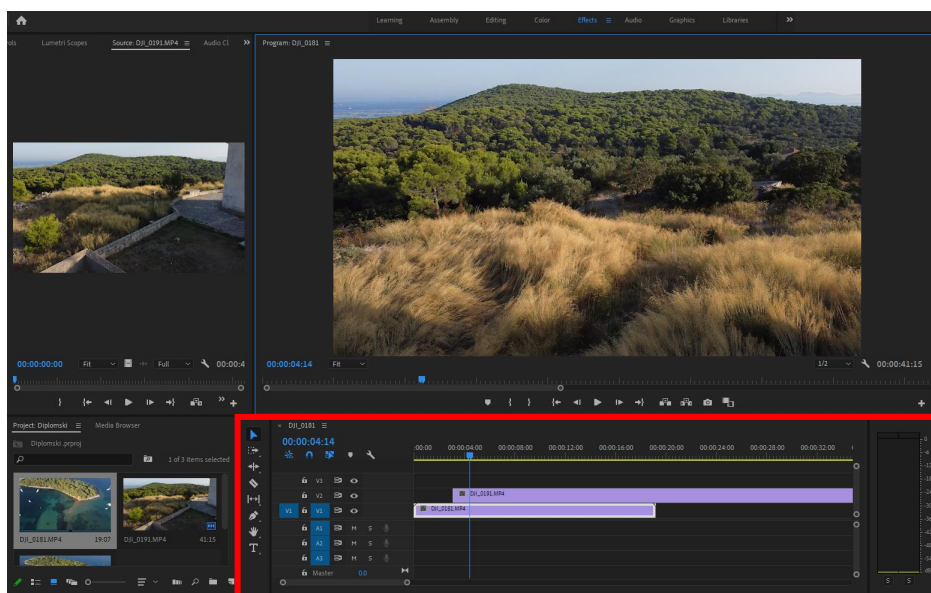 Learning Assembly Editing Color Effects Audio Graphics Libraries
Lumetri Scopes Source: DJI_0191.MP4 Audio Cl
Program: DJI_0181
00:00:00:00 Fit Full 00:00:4
00:00:04:14 Fit 1/2 00:00:41:15
Project: Diplomski Media Browser
Diplomski.prproj
1 of 3 items selected
DJI_0181.MP4 19:07 DJI_0191.MP4 41:15
× DJI_0181
00:00:04:14
:00:00 00:00:04:00 00:00:08:00 00:00:12:00 00:00:16:00 00:00:20:00 00:00:24:00 00:00:28:00 00:00:32:00
V3
V2 DJI_0191.MP4
V1 V1 DJI_0181.MP4
A1 M S
A2 M S
A3 M S
Master 0.0
S S